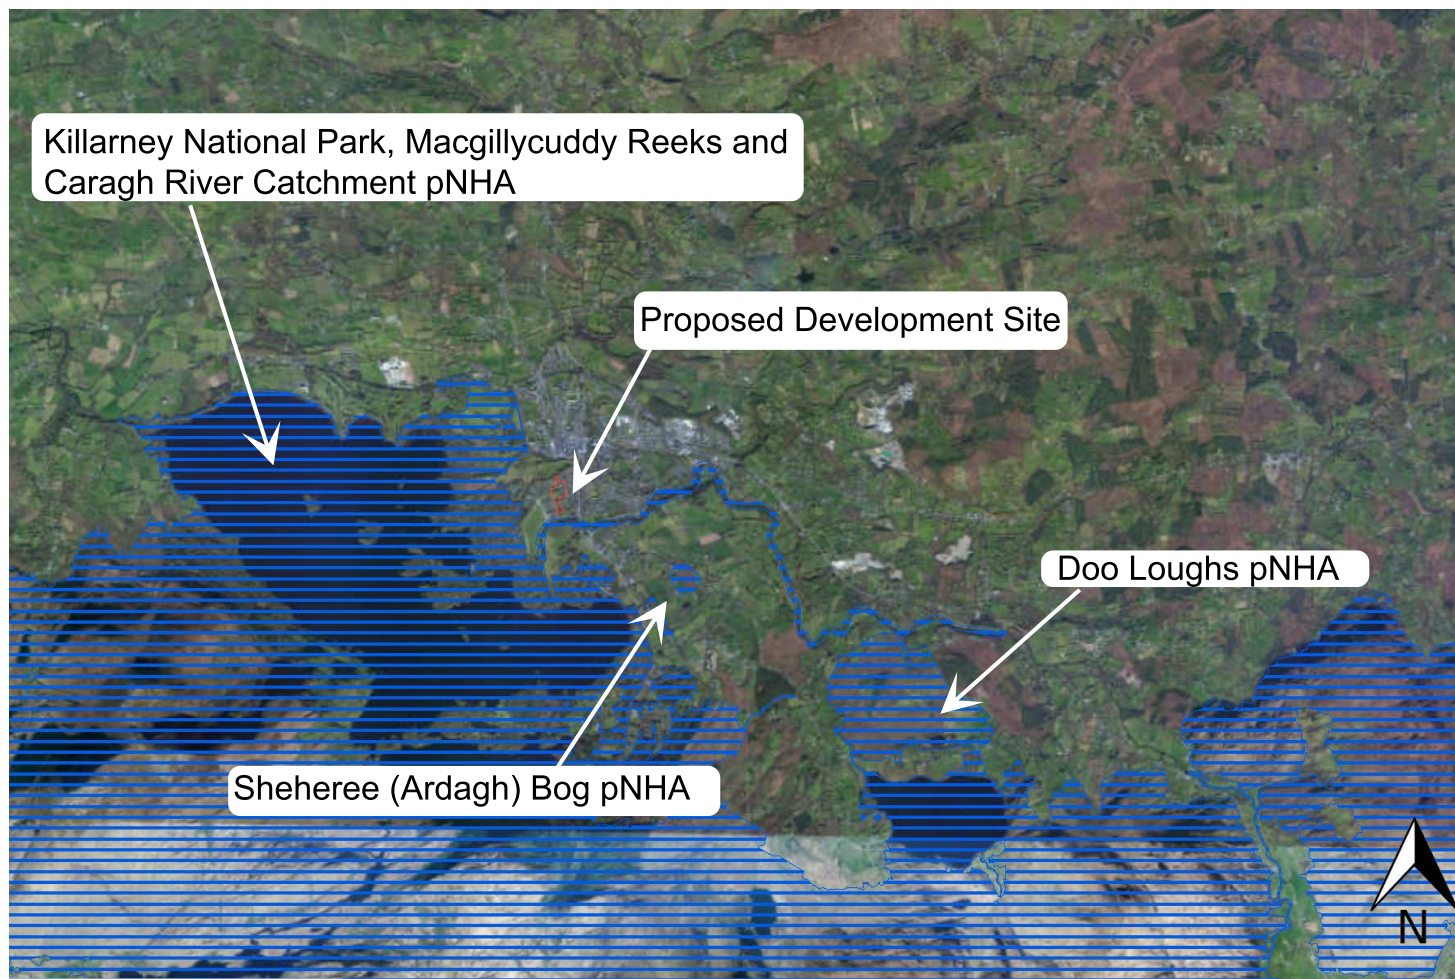 Killarney National Park, Macgillycuddy Reeks and
Caragh River Catchment pNHA
Proposed Development Site
Doo Loughs pNHA
Sheheree (Ardagh) Bog pNHA
N